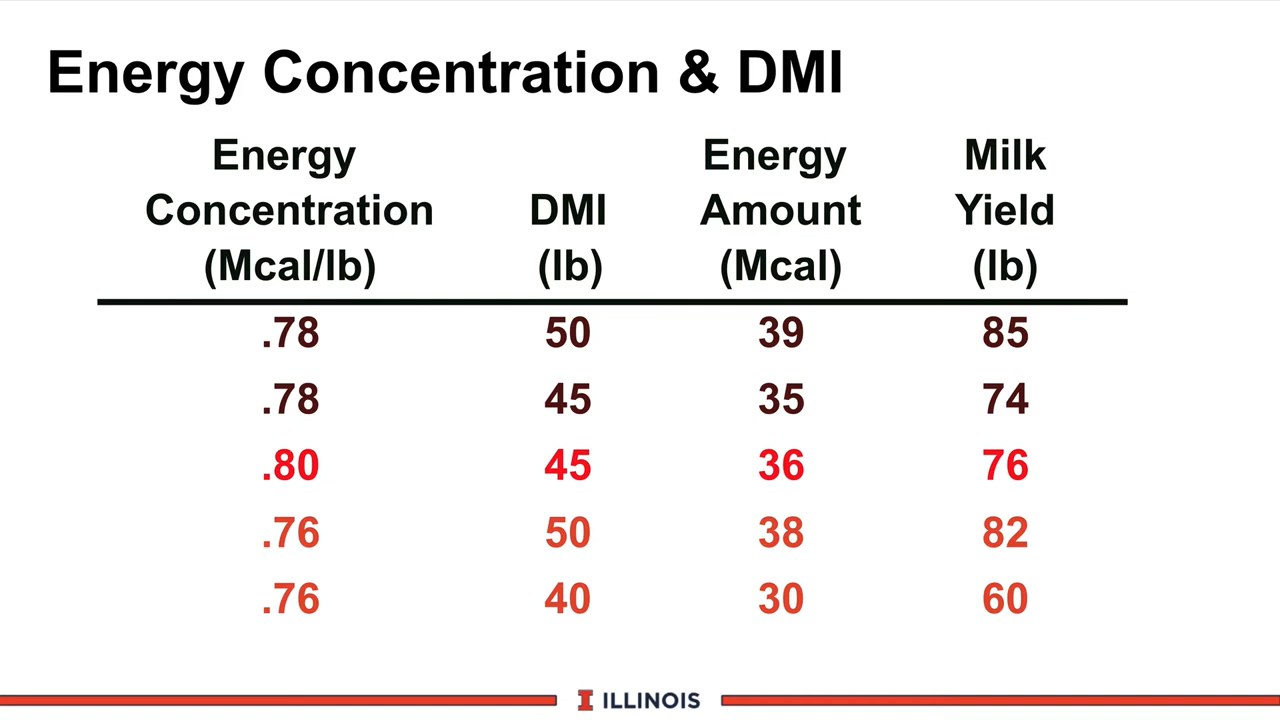 Energy Concentration & DMI
Energy Concentration (Mcal/lb) DMI (lb) Energy Amount (Mcal) Milk Yield (lb)
.78 50 39 85
.78 45 35 74
.80 45 36 76
.76 50 38 82
.76 40 30 60
I ILLINOIS